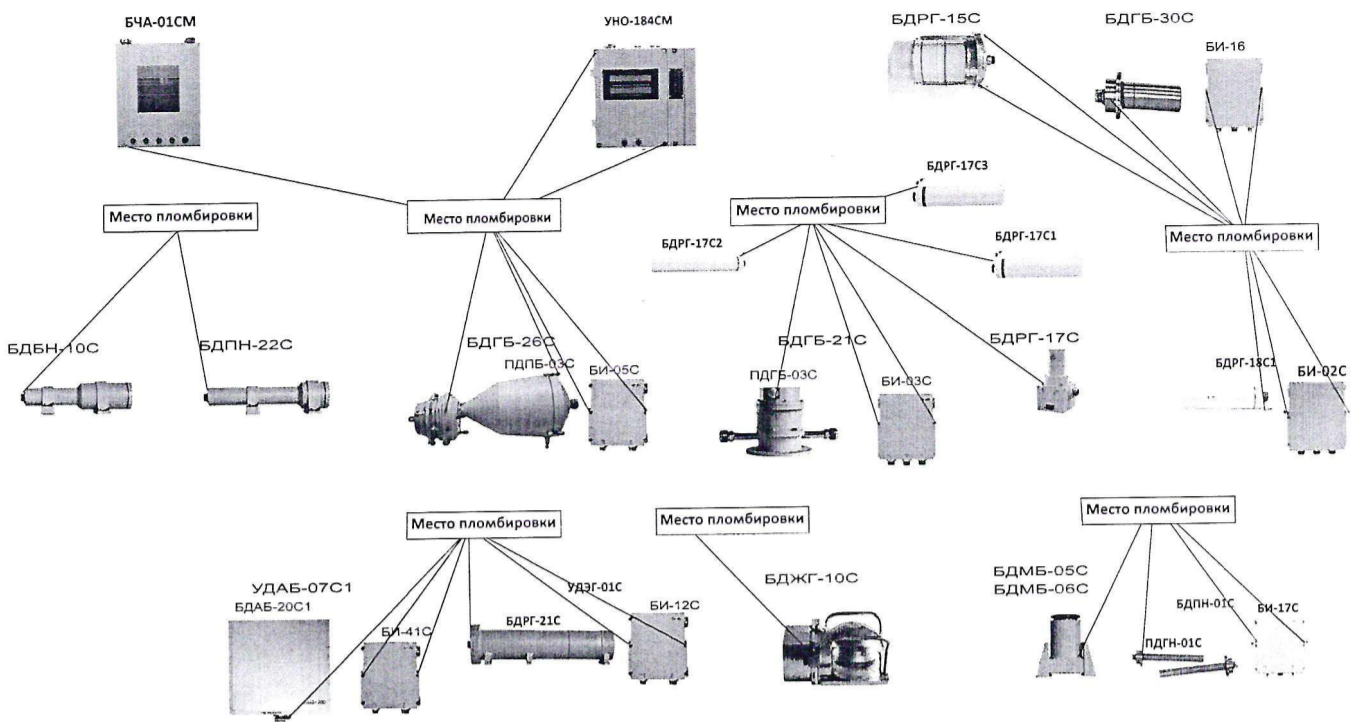 БЧА-01СМ
УНО-184СМ
БДРГ-15С
БДГБ-30С
БИ-16
БДРГ-17С3
Место пломбировки
Место пломбировки
Место пломбировки
БДРГ-17С2
БДРГ-17С1
Место пломбировки
БДБН-10С
БДПН-22С
БДГБ-26С
ПДПБ-03С
БИ-05С
БДГБ-21С
ПДГБ-03С
БИ-03С
БДРГ-17С
БДРГ-18С1
БИ-02С
Место пломбировки
Место пломбировки
Место пломбировки
УДАБ-07С1
БДАБ-20С1
БИ-41С
БДРГ-21С
УДЭГ-01С
БИ-12С
БДЖГ-10С
БДМБ-05С
БДМБ-06С
БДПН-01С
БИ-17С
ПДГН-01С